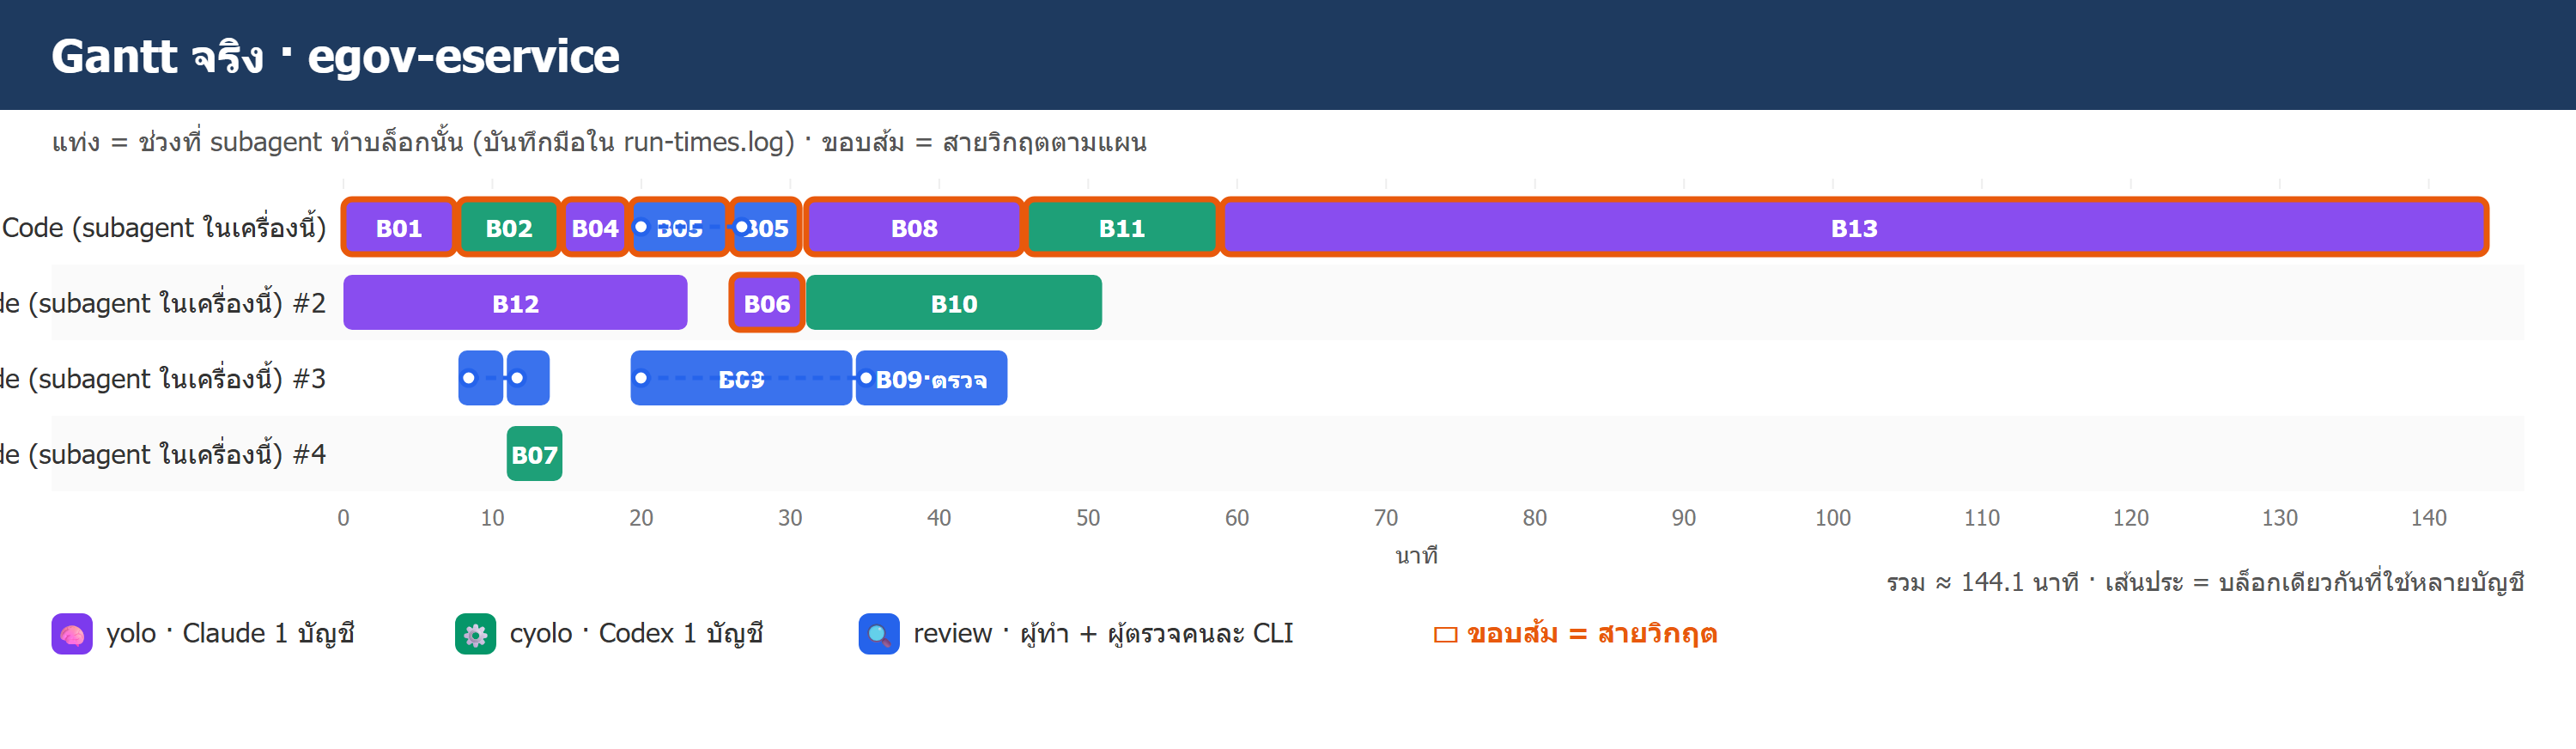 Gantt จริง · egov-eservice
แท่ง = ช่วงที่ subagent ทำบล็อกนั้น (บันทึกมือใน run-times.log) · ขอบส้ม = สายวิกฤตตามแผน
Code (subagent ในเครื่องนี้) B01 B02 B04 B05 B05 B08 B11 B13
de (subagent ในเครื่องนี้) #2 B12 B06 B10
de (subagent ในเครื่องนี้) #3 B09 B09·ตรวจ
de (subagent ในเครื่องนี้) #4 B07
0 10 20 30 40 50 60 70 80 90 100 110 120 130 140
นาที
รวม ≈ 144.1 นาที · เส้นประ = บล็อกเดียวกันที่ใช้หลายบัญชี
yolo · Claude 1 บัญชี cyolo · Codex 1 บัญชี review · ผู้ทำ + ผู้ตรวจคนละ CLI ขอบส้ม = สายวิกฤต